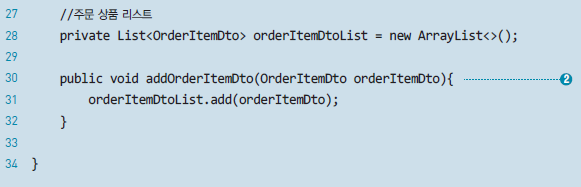 27 //주문 상품 리스트
28 private List<OrderItemDto> orderItemDtoList = new ArrayList<>();
29
30 public void addOrderItemDto(OrderItemDto orderItemDto){ ❷
31 orderItemDtoList.add(orderItemDto);
32 }
33
34 }